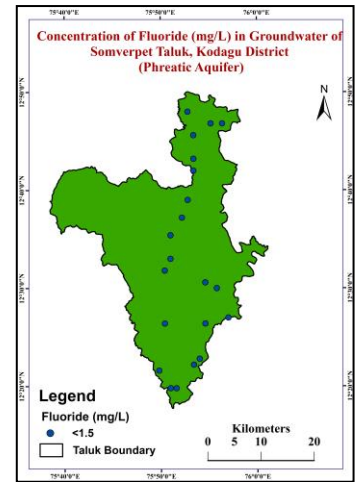 Concentration of Fluoride (mg/L) in Groundwater of
Somverpet Taluk, Kodagu District
(Phreatic Aquifer)
75°40'0"E 75°50'0"E 76°0'0"E
N
12°50'0"N 12°50'0"N
12°40'0"N 12°40'0"N
12°30'0"N 12°30'0"N
12°20'0"N 12°20'0"N
Legend
Fluoride (mg/L)
<1.5
Taluk Boundary
Kilometers
0 5 10 20
75°40'0"E 75°50'0"E 76°0'0"E